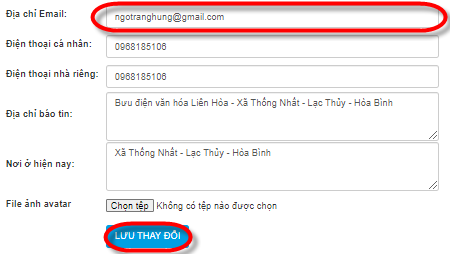 Địa chỉ Email: ngotranghung@gmail.com
Điện thoại cá nhân: 0968185106
Điện thoại nhà riêng: 0968185106
Địa chỉ báo tin: Bưu điện văn hóa Liên Hòa - Xã Thống Nhất - Lạc Thủy - Hòa Bình
Nơi ở hiện nay: Xã Thống Nhất - Lạc Thủy - Hòa Bình
File ảnh avatar Chọn tệp Không có tệp nào được chọn
LƯU THAY ĐỔI